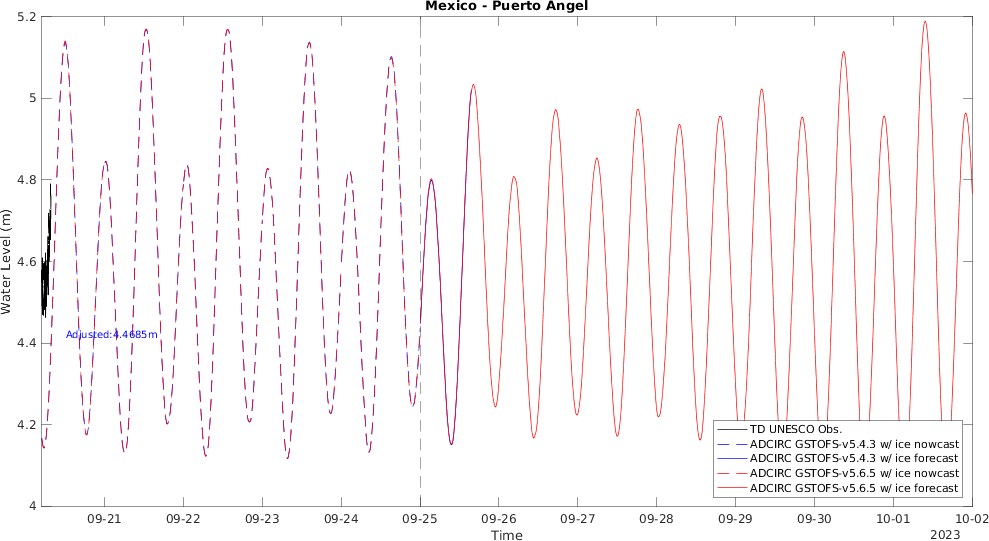 Mexico - Puerto Angel
5.2
5
4.8
4.6
4.4
4.2
4
Water Level (m)
Adjusted:4.4685m
TD UNESCO Obs.
ADCIRC GSTOFS-v5.4.3 w/ ice nowcast
ADCIRC GSTOFS-v5.4.3 w/ ice forecast
ADCIRC GSTOFS-v5.6.5 w/ ice nowcast
ADCIRC GSTOFS-v5.6.5 w/ ice forecast
09-21 09-22 09-23 09-24 09-25 09-26 09-27 09-28 09-29 09-30 10-01 10-02
Time
2023